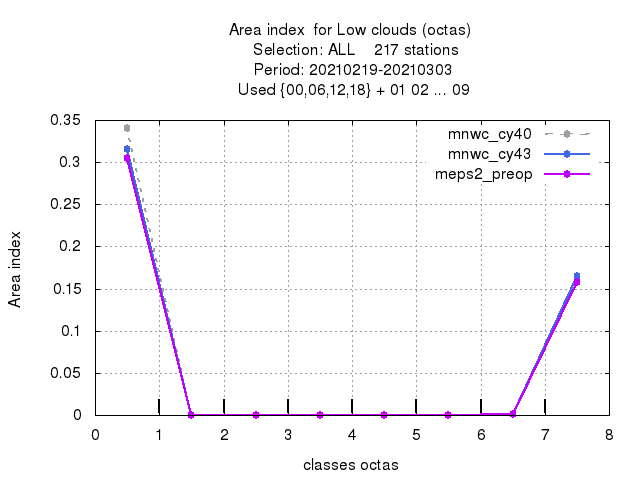 Area index  for Low clouds (octas)
Selection: ALL    217 stations
Period: 20210219-20210303
Used {00,06,12,18} + 01 02 ... 09
mnwc_cy40
mnwc_cy43
meps2_preop
Area index
0.35
0.3
0.25
0.2
0.15
0.1
0.05
0
0 1 2 3 4 5 6 7 8
classes octas